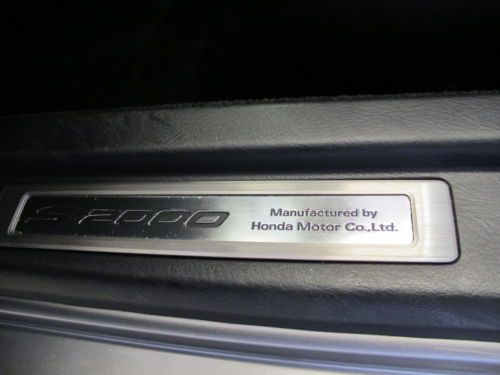 S2000
Manufactured by
Honda Motor Co.,Ltd.